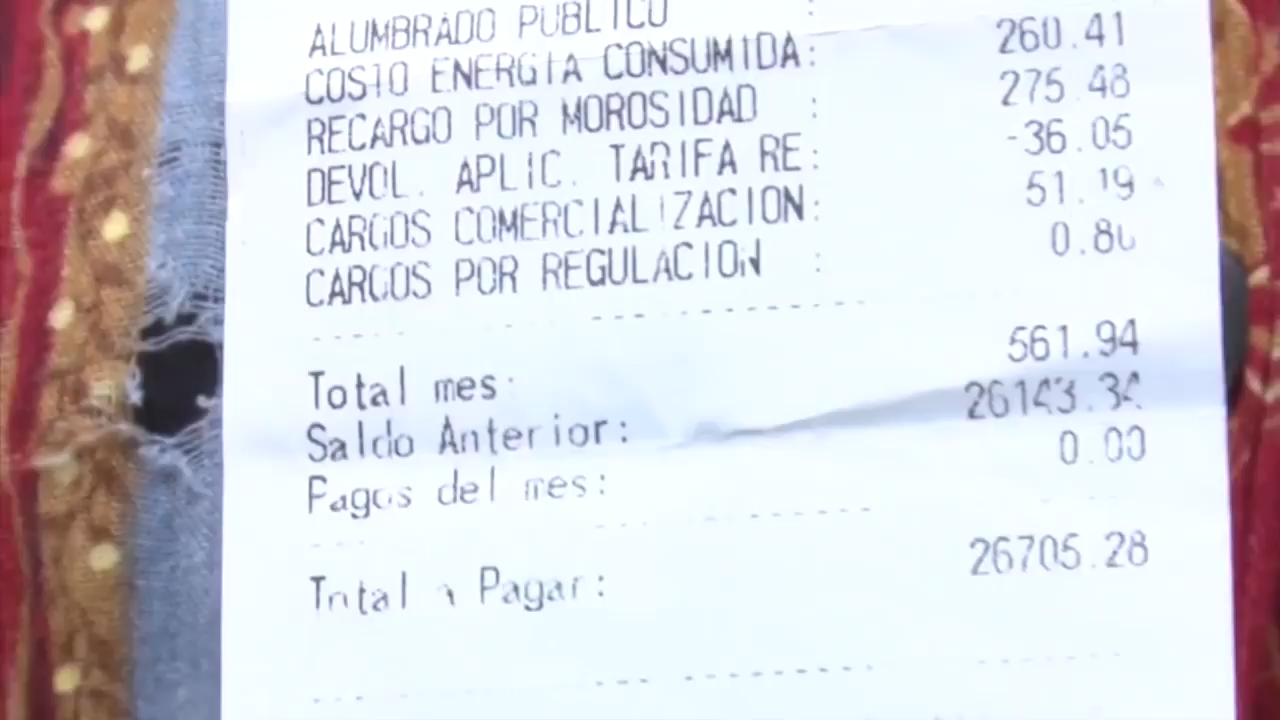 ALUMBRADO PUBLICO :
COSTO ENERGIA CONSUMIDA: 260.41
RECARGO POR MOROSIDAD : 275.48
DEVOL. APLIC. TARIFA RE: -36.05
CARGOS COMERCIALIZACION: 51.19
CARGOS POR REGULACION :
Total mes: 561.94
Saldo Anterior: 26143.34
Pagos del mes: 0.00
Total a Pagar: 26705.28